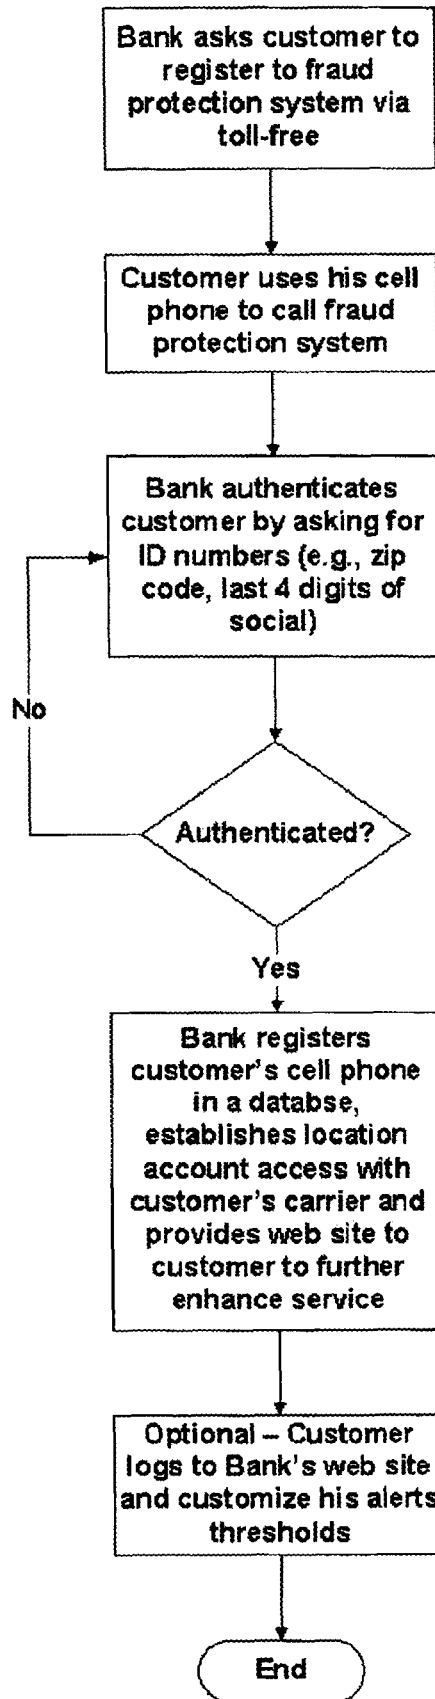 Bank asks customer to
register to fraud
protection system via
toll-free
Customer uses his cell
phone to call fraud
protection system
Bank authenticates
customer by asking for
ID numbers (e.g., zip
code, last 4 digits of
social)
No
Authenticated?
Yes
Bank registers
customer's cell phone
in a databse,
establishes location
account access with
customer's carrier and
provides web site to
customer to further
enhance service
Optional – Customer
logs to Bank's web site
and customize his alerts
thresholds
End